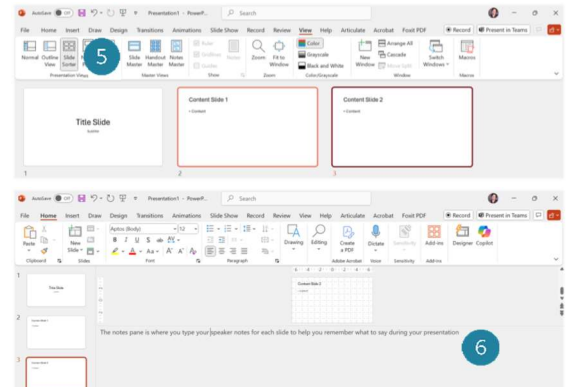 AutoSave Off Presentation1 - PowerP... Search
File Home Insert Draw Design Transitions Animations Slide Show Record Review View Help Articulate Acrobat Foxit PDF Record Present in Teams
Normal Outline View Slide Sorter 5 Slide Master Handout Master Notes Master Ruler Gridlines Guides Notes Zoom Fit to Window Color Grayscale Black and White New Window Arrange All Cascade Move Split Switch Windows Macros
Presentation Views Master Views Show Zoom Color/Grayscale Window Macros
Title Slide
Subtitle
Content Slide 1
• Content
Content Slide 2
• Content
1 2 3
AutoSave Off Presentation1 - PowerP... Search
File Home Insert Draw Design Transitions Animations Slide Show Record Review View Help Articulate Acrobat Foxit PDF Record Present in Teams
Paste New Slide Aptos (Body) 12 B I U S ab AV A Aa A A Drawing Editing Create a PDF Dictate Sensitivity Add-ins Designer Copilot
Clipboard Slides Font Paragraph Adobe Acrobat Voice Sensitivity Add-ins
1
Title Slide
2
Content Slide 1
3
Content Slide 2
Content Slide 2
The notes pane is where you type your speaker notes for each slide to help you remember what to say during your presentation
6